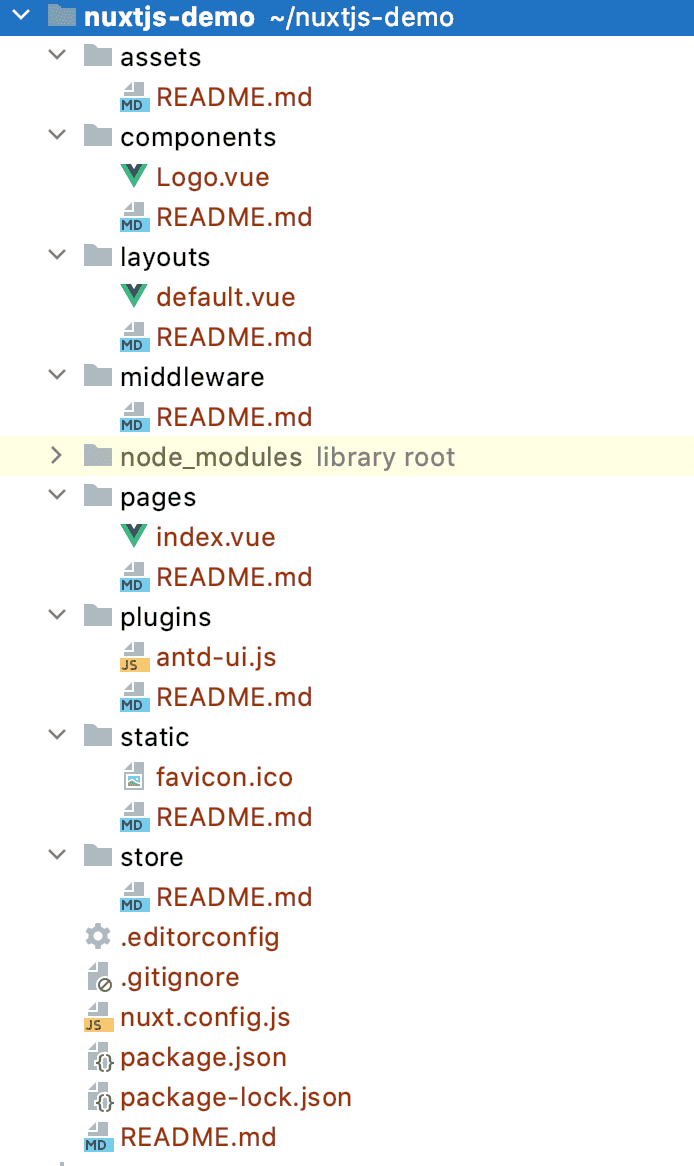 nuxtjs-demo ~/nuxtjs-demo
assets
MD README.md
components
Logo.vue
MD README.md
layouts
default.vue
MD README.md
middleware
MD README.md
node_modules library root
pages
index.vue
MD README.md
plugins
JS antd-ui.js
MD README.md
static
favicon.ico
MD README.md
store
MD README.md
.editorconfig
.gitignore
JS nuxt.config.js
{} package.json
{} package-lock.json
MD README.md